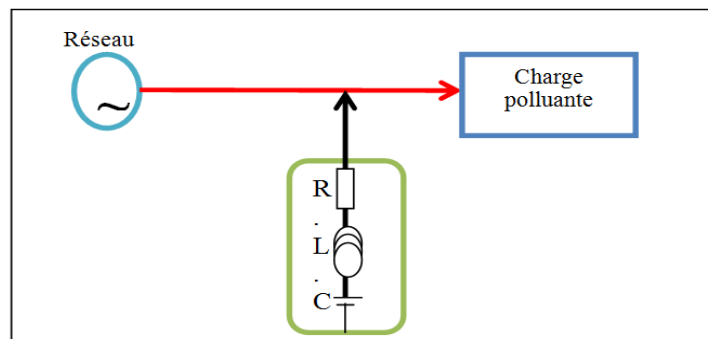 Réseau
~
Charge
polluante
R
.
L
.
C